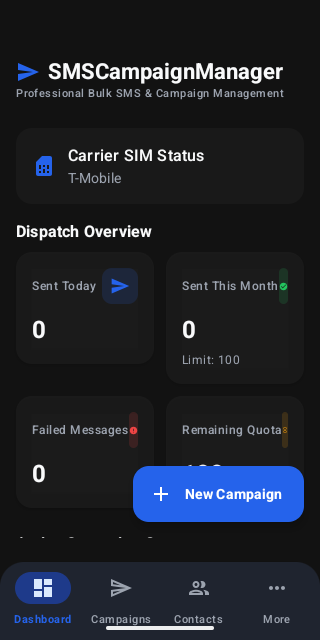 SMSCampaignManager
Professional Bulk SMS & Campaign Management
Carrier SIM Status
T-Mobile
Dispatch Overview
Sent Today
0
Sent This Month
0
Limit: 100
Failed Messages
0
Remaining Quota
New Campaign
Dashboard
Campaigns
Contacts
More